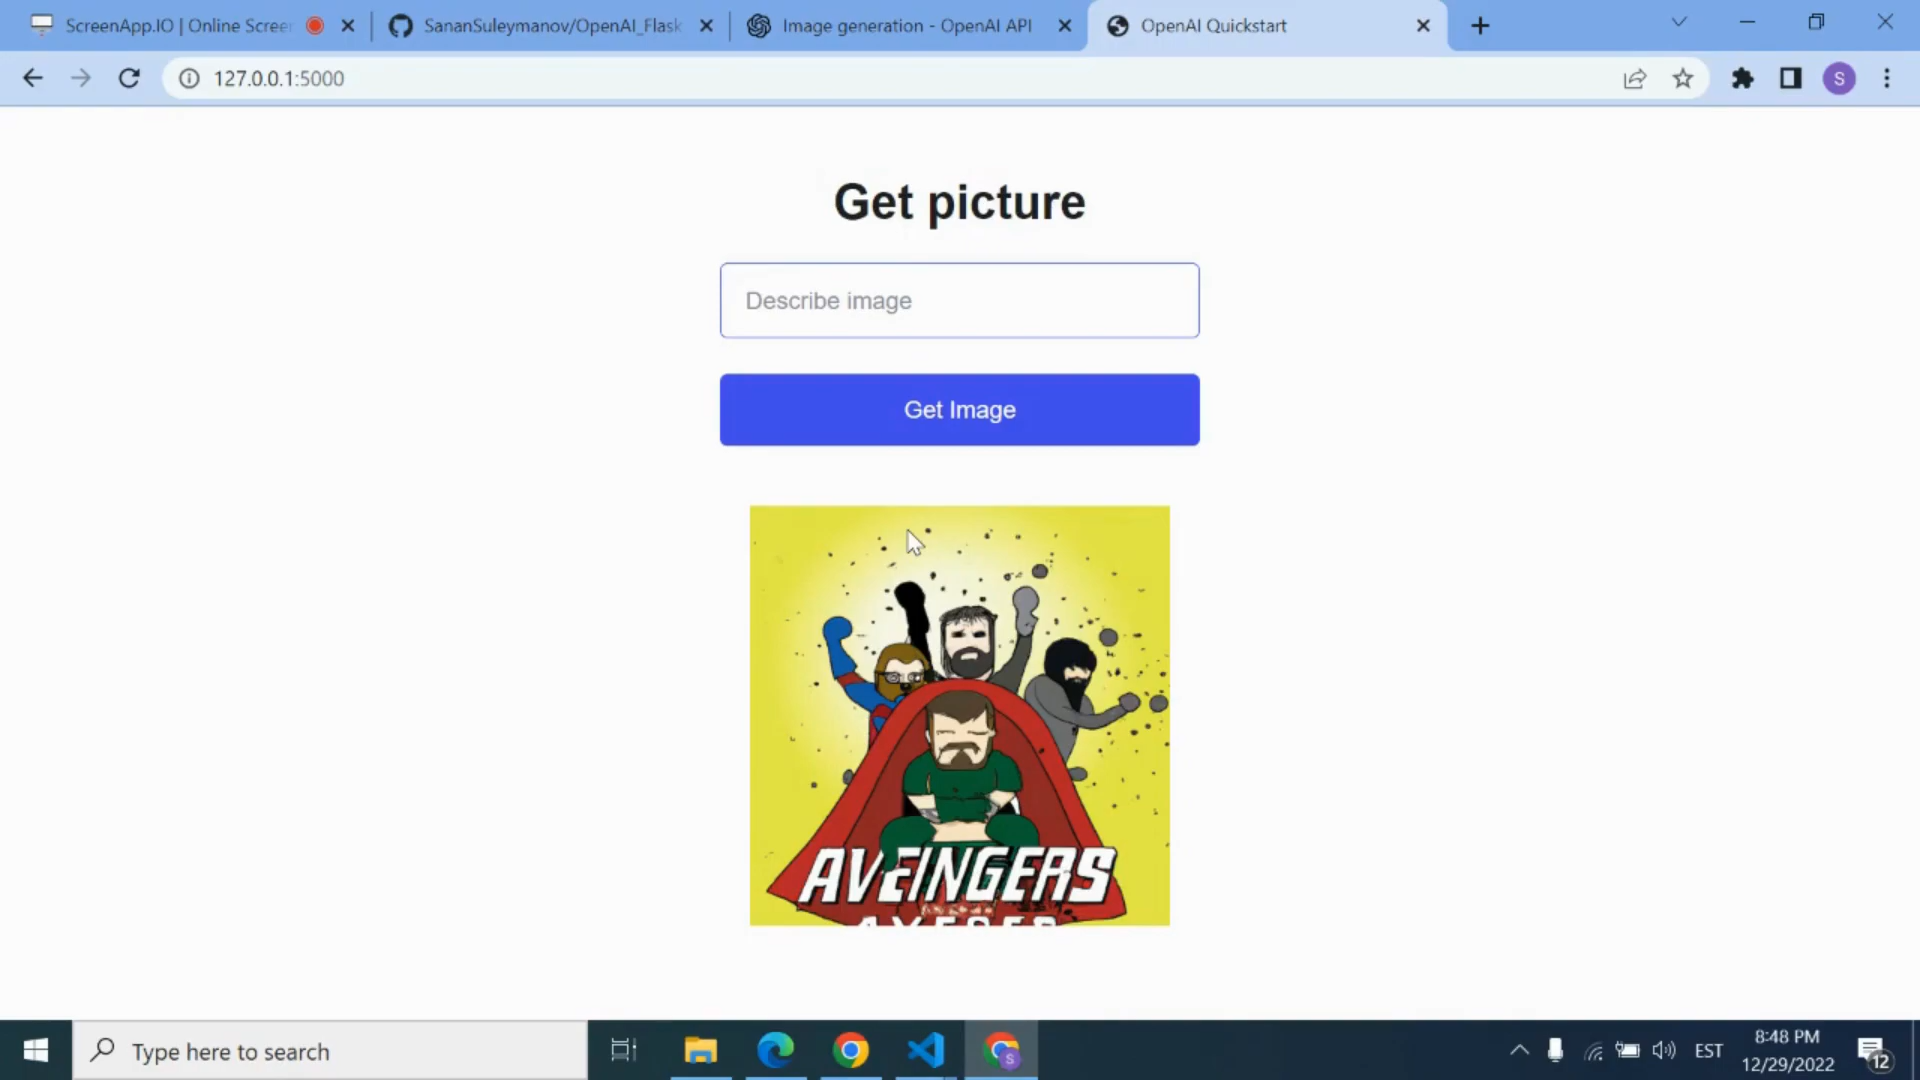 ScreenApp.IO | Online Screen
SananSuleymanov/OpenAI_Flask
Image generation - OpenAI API
OpenAI Quickstart
127.0.0.1:5000
S
Get picture
Describe image
Get Image
AVEINGERS
Type here to search
S
EST
8:48 PM
12/29/2022
12